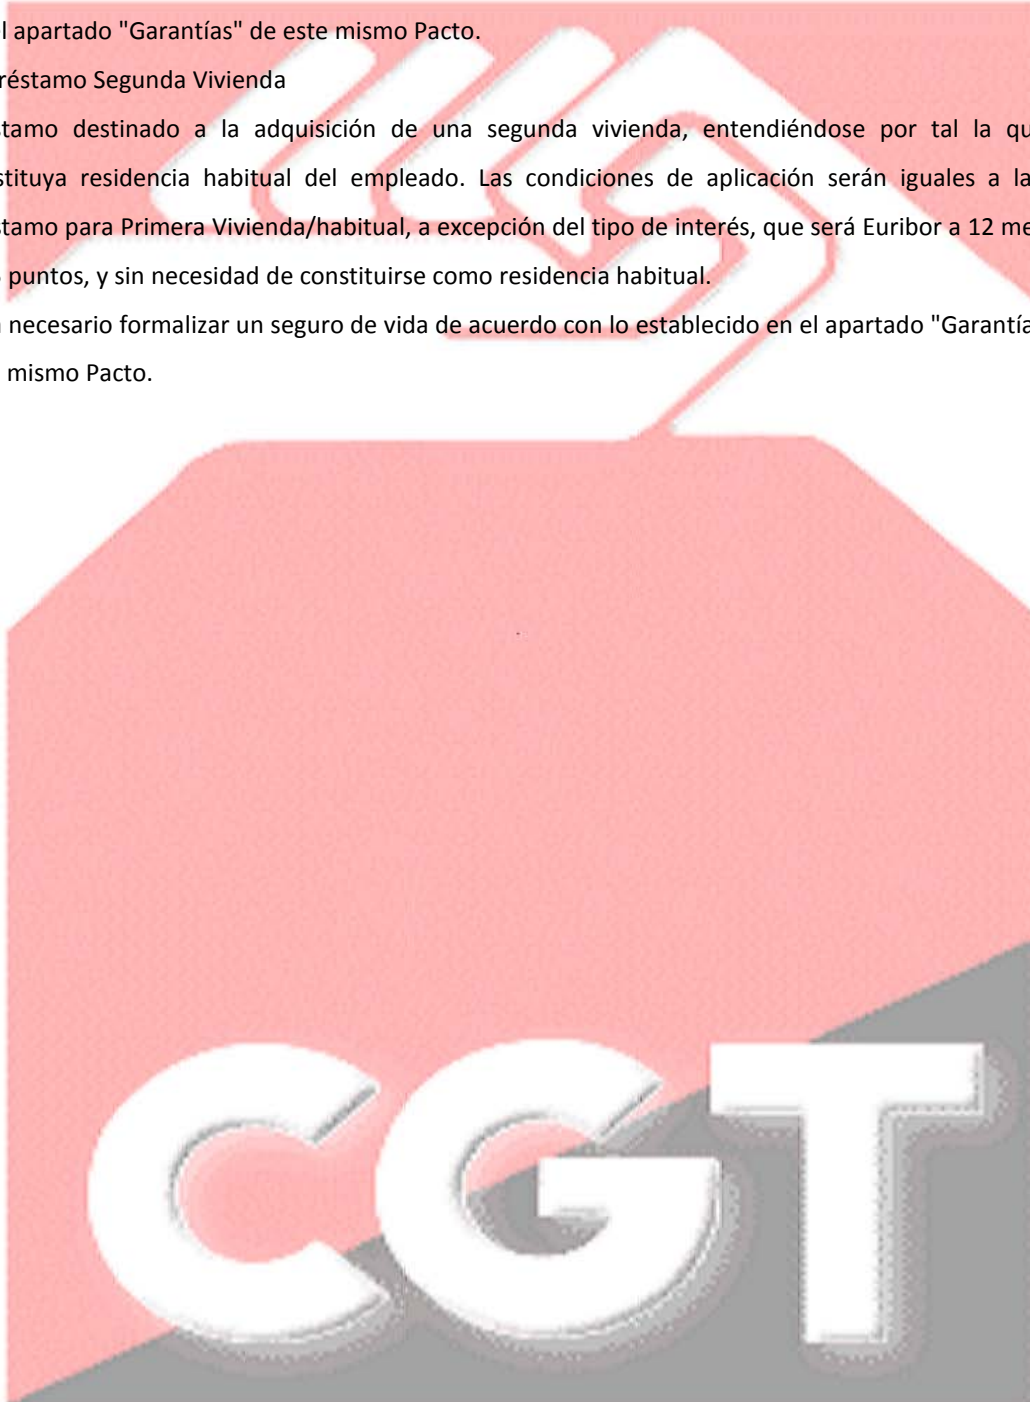 l apartado "Garantías" de este mismo Pacto.
réstamo Segunda Vivienda
stamo destinado a la adquisición de una segunda vivienda, entendiéndose por tal la qu
stituya residencia habitual del empleado. Las condiciones de aplicación serán iguales a la
stamo para Primera Vivienda/habitual, a excepción del tipo de interés, que será Euribor a 12 me
puntos, y sin necesidad de constituirse como residencia habitual.
necesario formalizar un seguro de vida de acuerdo con lo establecido en el apartado "Garantía
mismo Pacto.
CGT